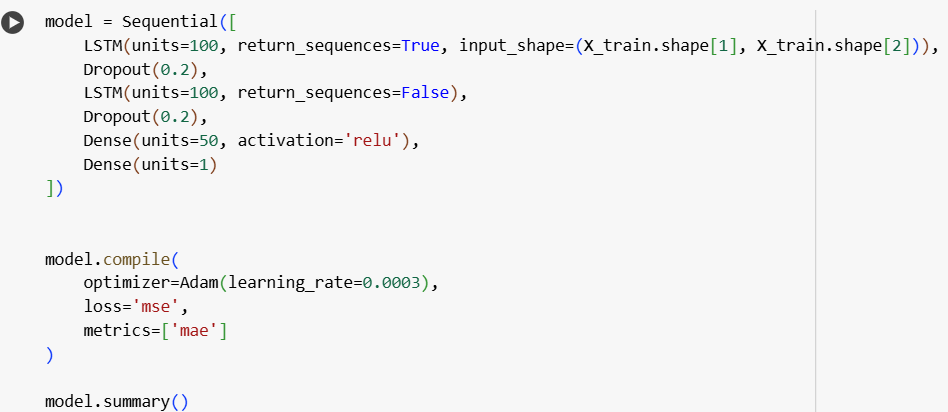 model = Sequential([
    LSTM(units=100, return_sequences=True, input_shape=(X_train.shape[1], X_train.shape[2])),
    Dropout(0.2),
    LSTM(units=100, return_sequences=False),
    Dropout(0.2),
    Dense(units=50, activation='relu'),
    Dense(units=1)
])
model.compile(
    optimizer=Adam(learning_rate=0.0003),
    loss='mse',
    metrics=['mae']
)
model.summary()